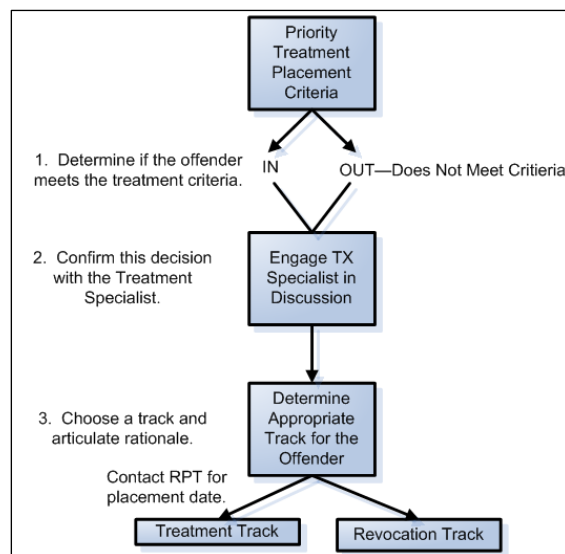 Priority
Treatment
Placement
Criteria
1. Determine if the offender
meets the treatment criteria.
IN
OUT—Does Not Meet Critieria
2. Confirm this decision
with the Treatment
Specialist.
Engage TX
Specialist in
Discussion
3. Choose a track and
articulate rationale.
Determine
Appropriate
Track for the
Offender
Contact RPT for
placement date.
Treatment Track
Revocation Track